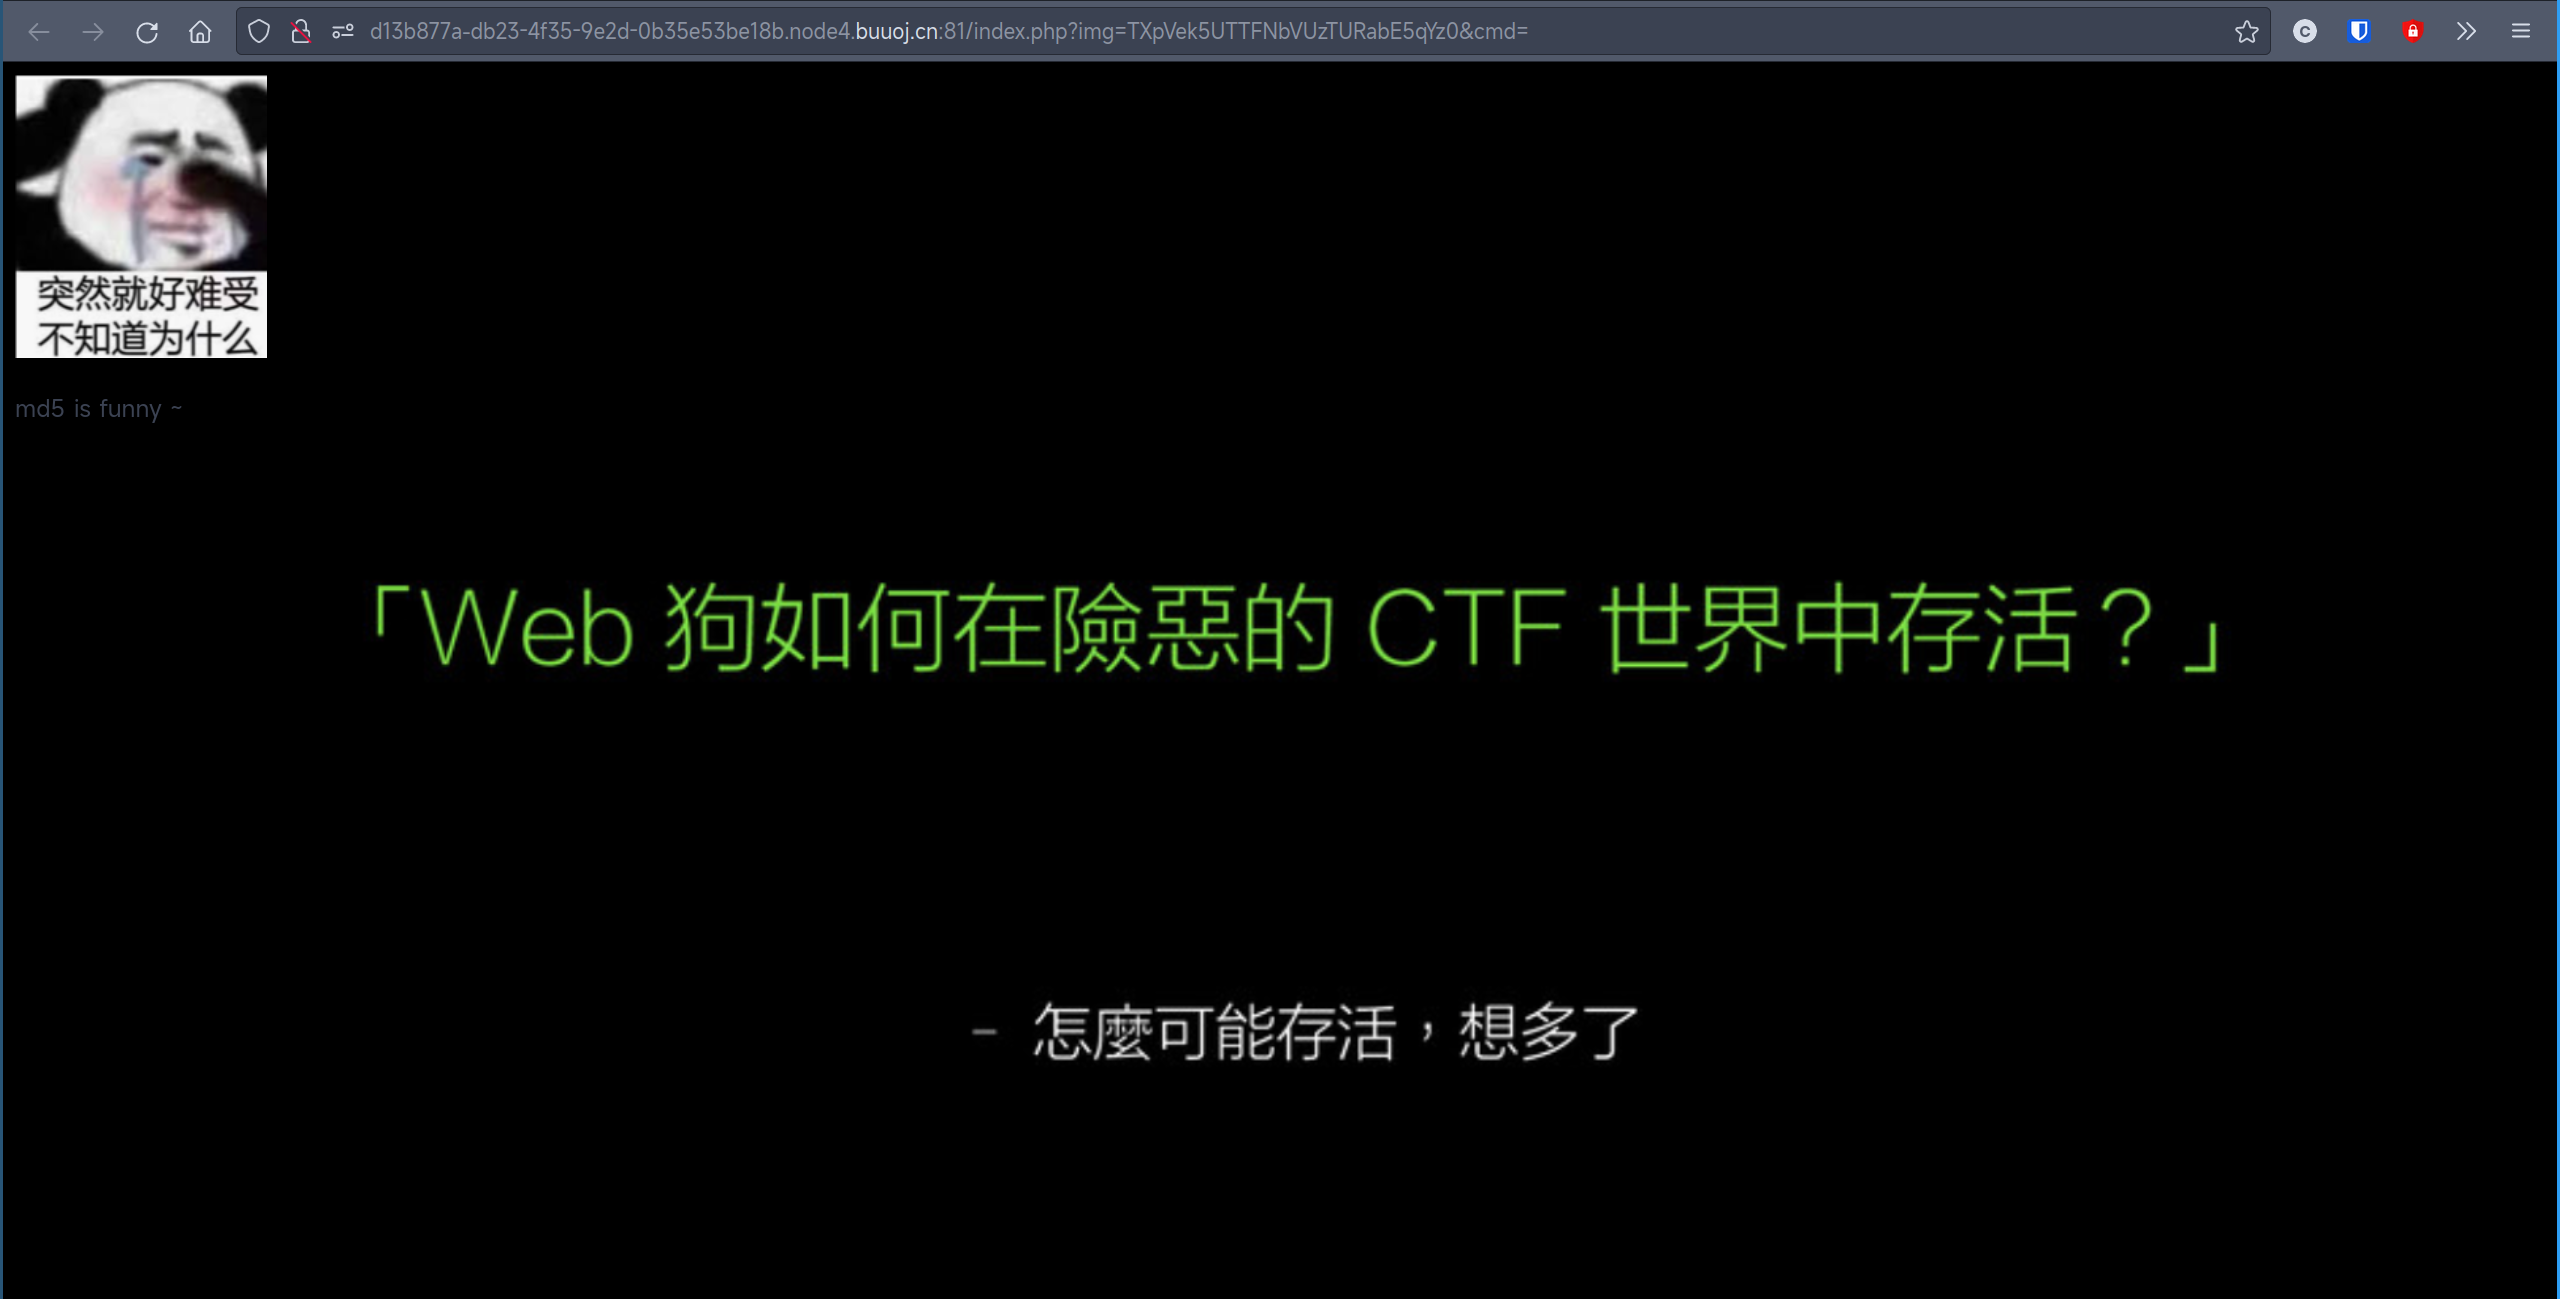 d13b877a-db23-4f35-9e2d-0b35e53be18b.node4.buuoj.cn:81/index.php?img=TXpVek5UTTFNbVUzTURabE5qYz0&cmd=
突然就好难受
不知道为什么
md5 is funny ~
「Web 狗如何在險惡的 CTF 世界中存活？」
- 怎麼可能存活，想多了